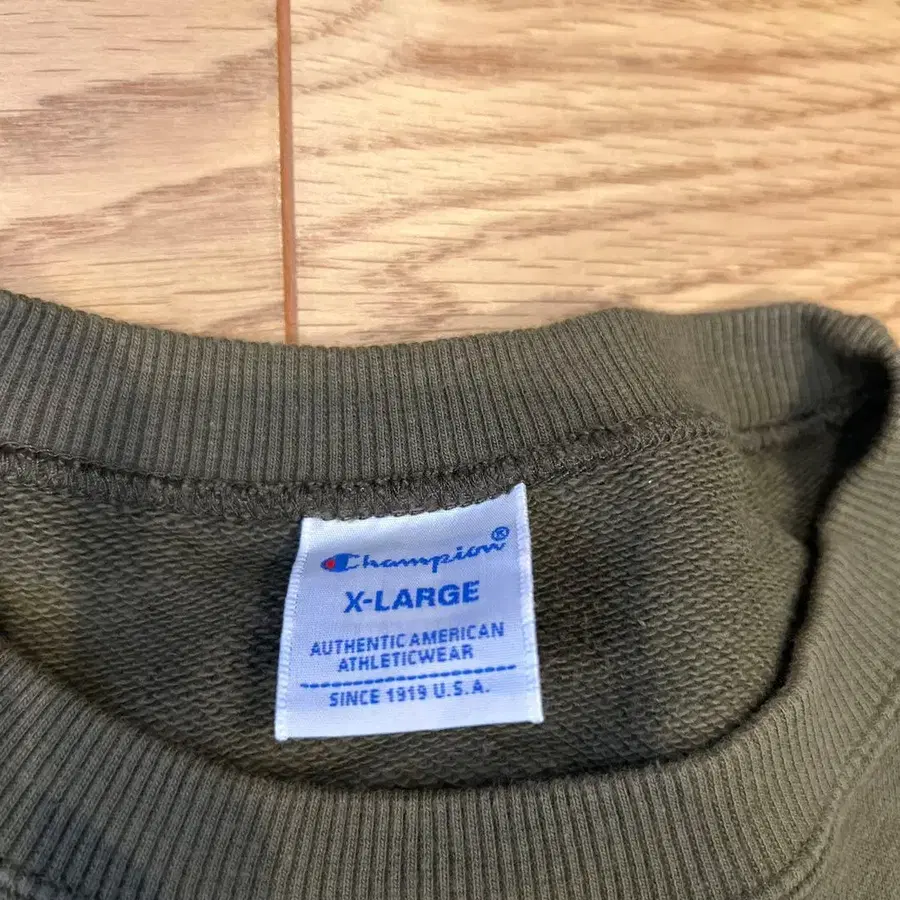 Champion®
X-LARGE
AUTHENTIC AMERICAN
ATHLETICWEAR
SINCE 1919 U.S.A.